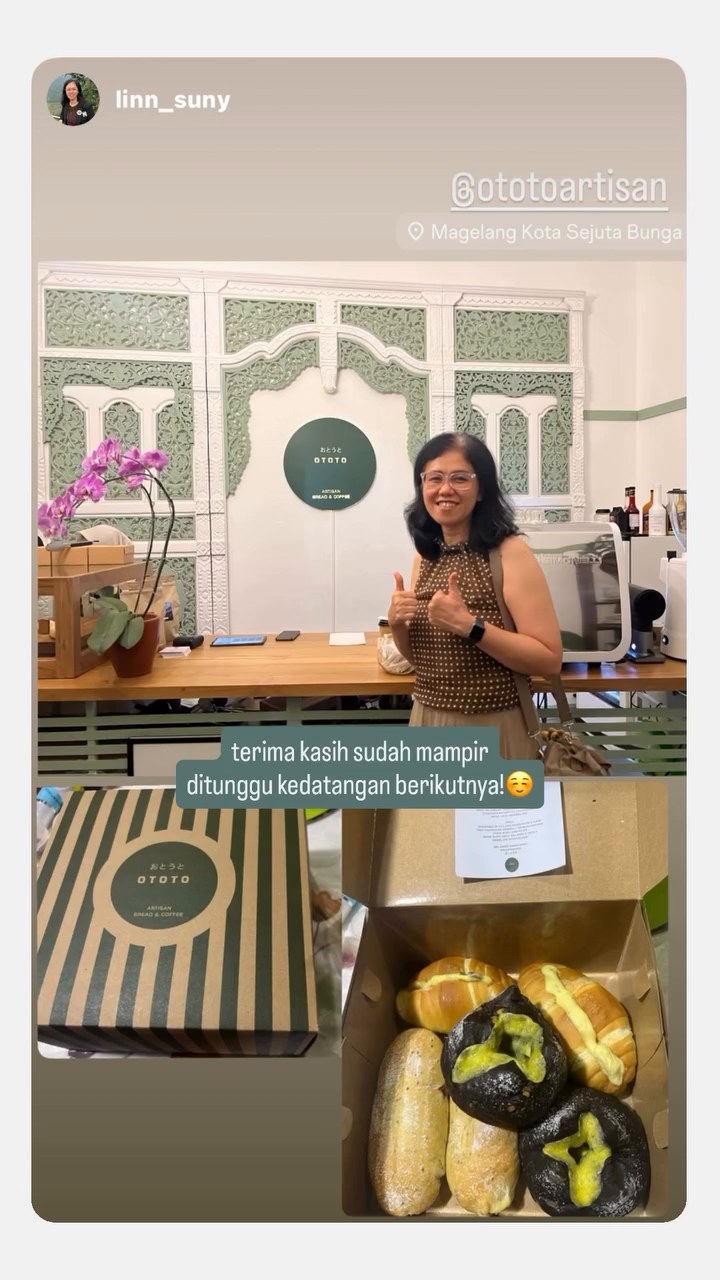 linn_suny
@ototoartisan
Magelang Kota Sejuta Bunga
おとうと
OTOTO
ARTISAN
BREAD & COFFEE
terima kasih sudah mampir
ditunggu kedatangan berikutnya!☺️
おとうと
OTOTO
ARTISAN
BREAD & COFFEE